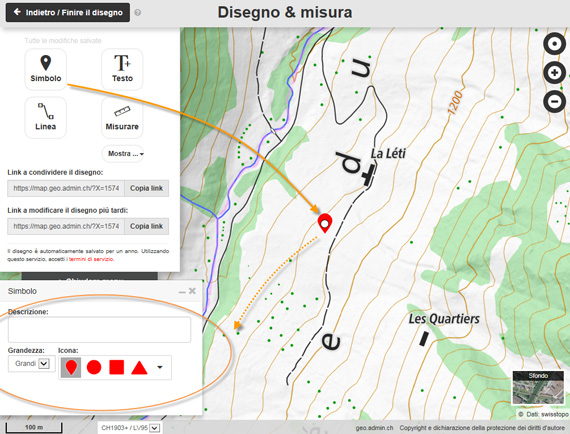 Indietro / Finire il disegno
Disegno & misura
Tutte le modifiche salvate
Simbolo
Testo
T+
Linea
Misurare
Mostra ...
Link a condividere il disegno:
https://map.geo.admin.ch/?X=1574
Copia link
Link a modificare il disegno più tardi:
https://map.geo.admin.ch/?X=1574
Copia link
Il disegno è automaticamente salvato per un anno. Utilizzando
questo servizio, accetti i termini di servizio.
Simbolo
Descrizione:
Grandezza:
Icona:
Grandi
u
d
e
1200
La Léti
Les Quartiers
Sfondo
© Dati: swisstopo
100 m
CH1903+ / LV95
geo.admin.ch
Copyright e dichiarazione della protezione dei diritti d'autore